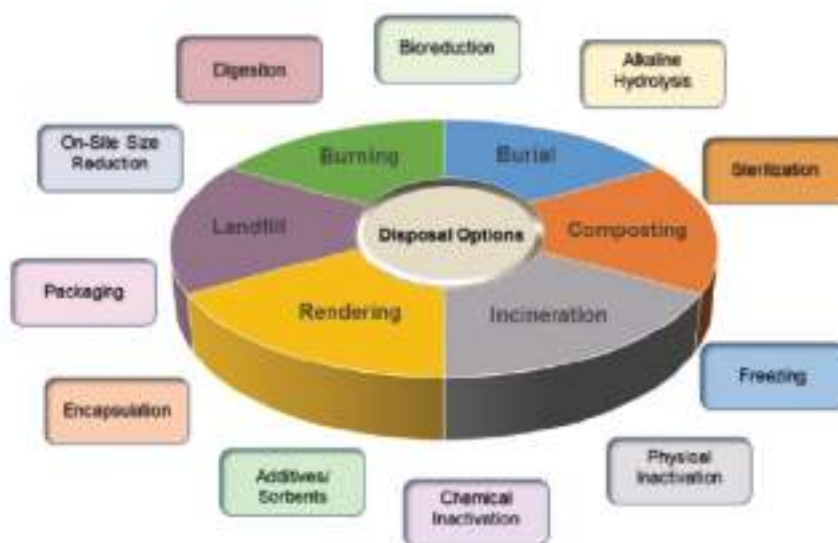 Bioreduction
Digestion
Alkaline
Hydrolysis
On-Site Size
Reduction
Burning
Burial
Sterilization
Landfill
Disposal Options
Composting
Packaging
Rendering
Incineration
Freezing
Encapsulation
Physical
Inactivation
Additives/
Sorbents
Chemical
Inactivation